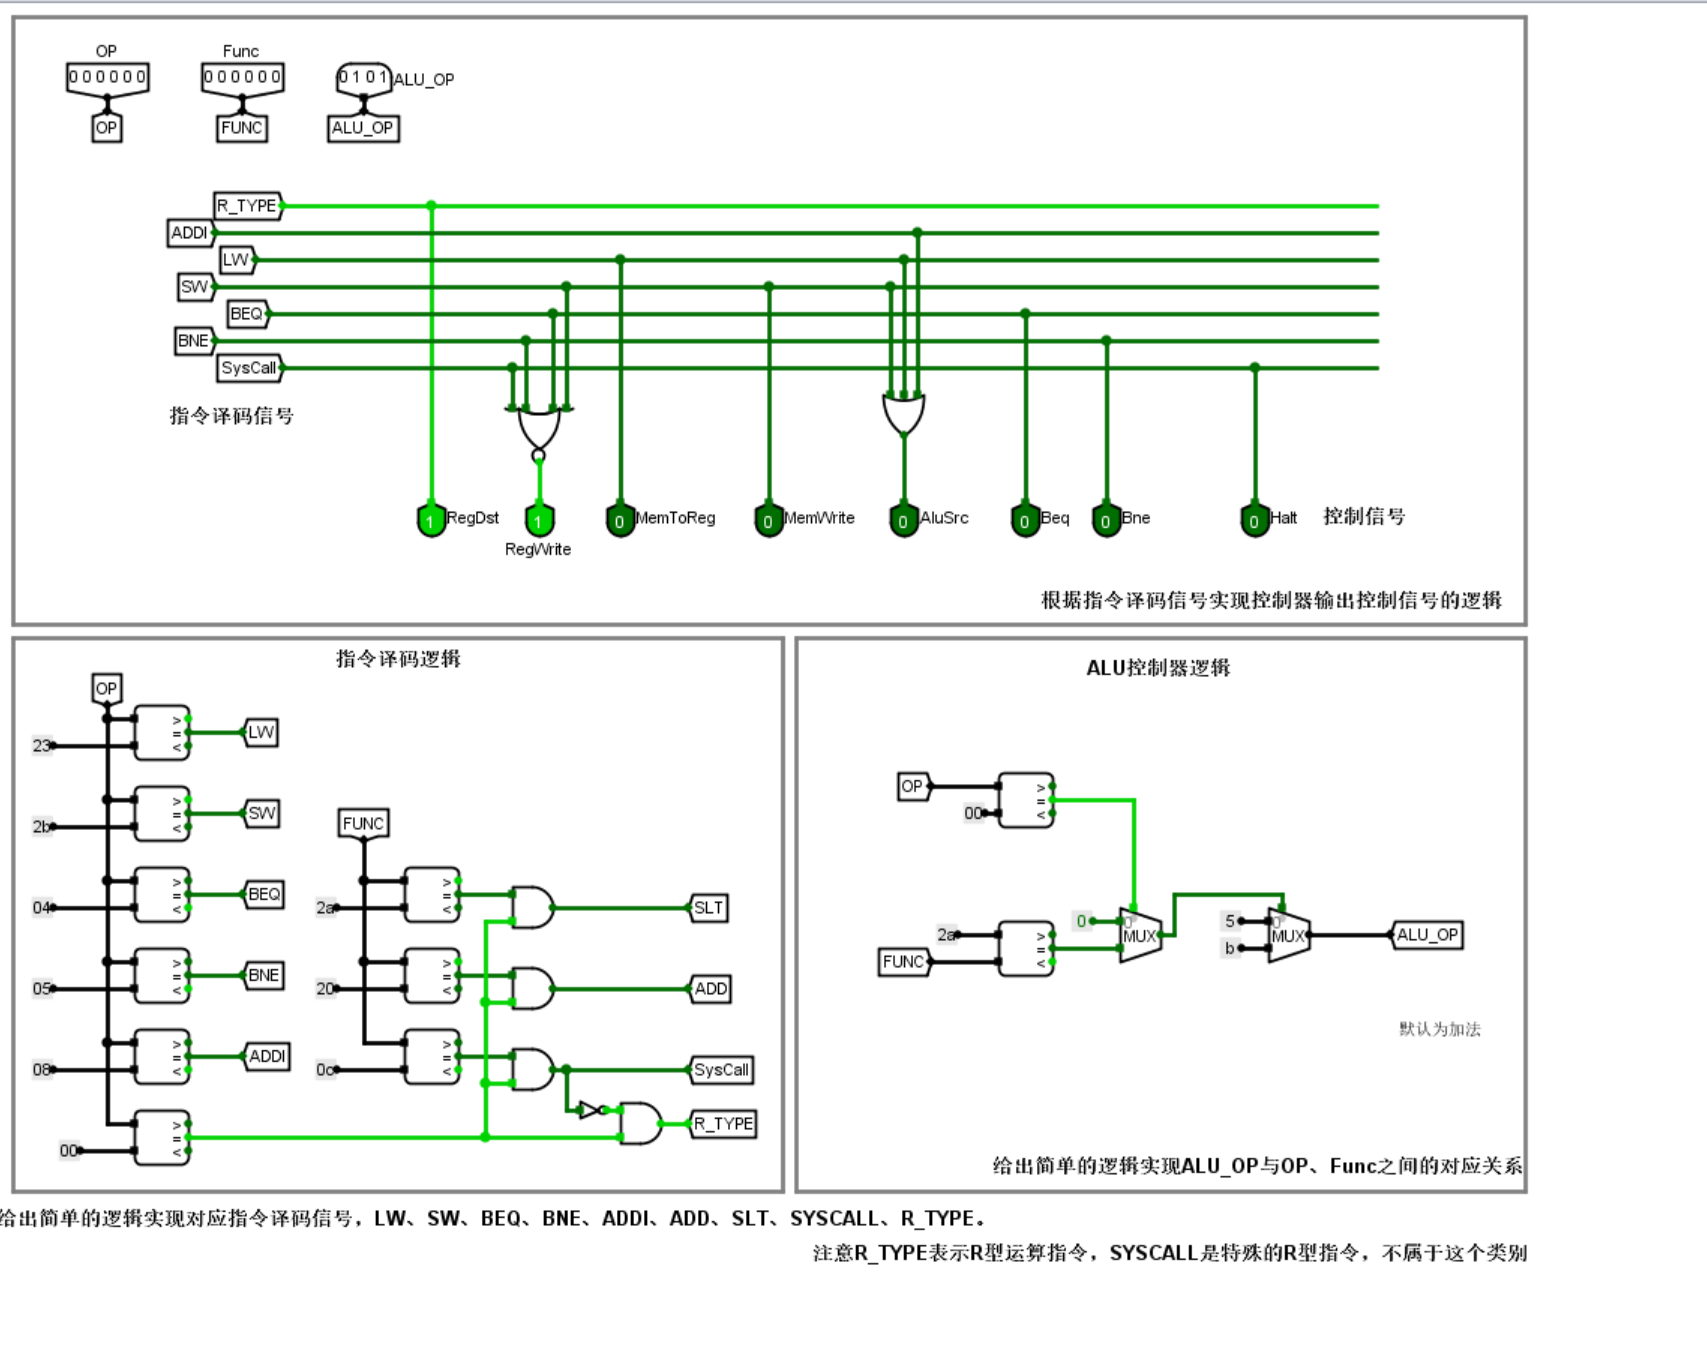 OP Func
000000 000000 0101 ALU_OP
OP FUNC ALU_OP
R_TYPE
ADDI
LW
SW
BEQ
BNE
SysCall
指令译码信号
1 RegDst 1 0 MemToReg 0 MemWrite 0 AluSrc 0 Beq 0 Bne 0 Halt 控制信号
RegWrite
根据指令译码信号实现控制器输出控制信号的逻辑
指令译码逻辑
OP
> = <
LW
23
> = <
SW
2b
> = <
BEQ
04
> = <
BNE
05
> = <
ADDI
08
> = <
00
FUNC
> = <
2a
SLT
> = <
20
ADD
> = <
0c
SysCall
R_TYPE
ALU控制器逻辑
OP
> = <
00
2a
> = <
FUNC
0
0
MUX
5
0
MUX
b
ALU_OP
默认为加法
给出简单的逻辑实现ALU_OP与OP、Func之间的对应关系
给出简单的逻辑实现对应指令译码信号，LW、SW、BEQ、BNE、ADDI、ADD、SLT、SYSCALL、R_TYPE。
注意R_TYPE表示R型运算指令，SYSCALL是特殊的R型指令，不属于这个类别